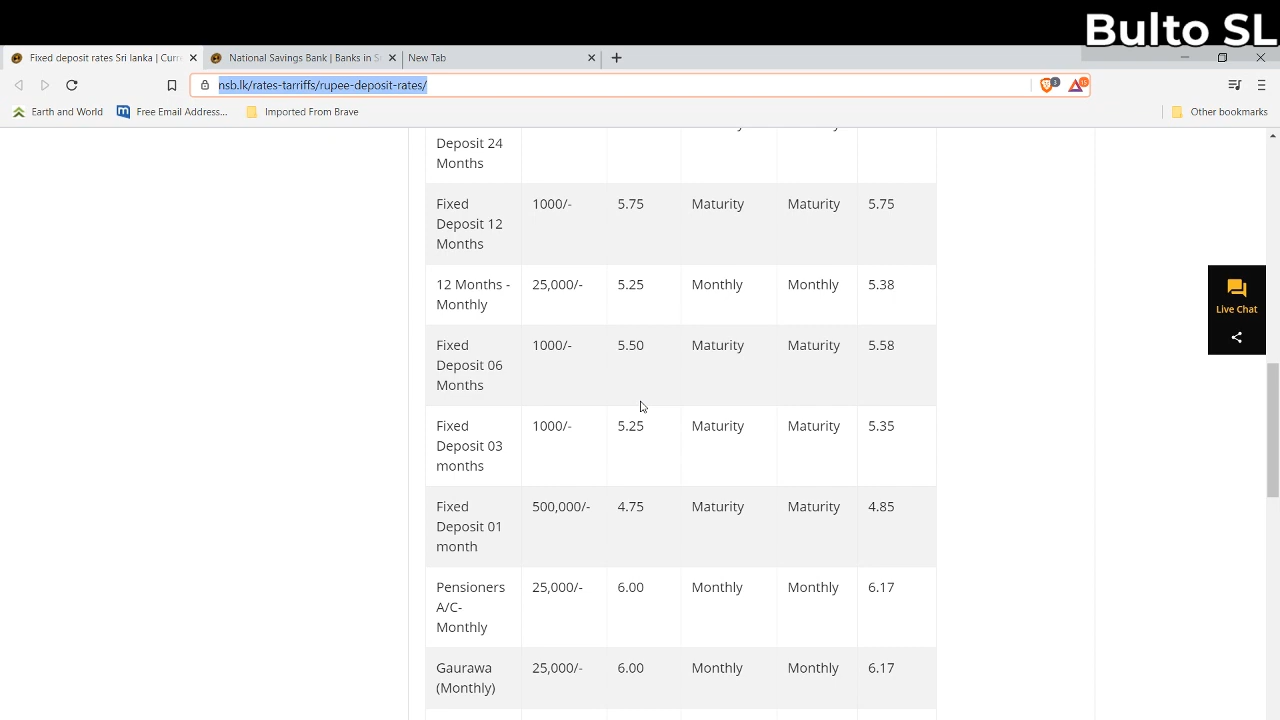 Bulto SL
Fixed deposit rates Sri lanka | Curr
National Savings Bank | Banks in S
New Tab
nsb.lk/rates-tarriffs/rupee-deposit-rates/
3
15
Earth and World
Free Email Address...
Imported From Brave
Other bookmarks
Deposit 24
Months
Fixed
Deposit 12
Months
1000/-
5.75
Maturity
Maturity
5.75
12 Months -
Monthly
25,000/-
5.25
Monthly
Monthly
5.38
Fixed
Deposit 06
Months
1000/-
5.50
Maturity
Maturity
5.58
Fixed
Deposit 03
months
1000/-
5.25
Maturity
Maturity
5.35
Fixed
Deposit 01
month
500,000/-
4.75
Maturity
Maturity
4.85
Pensioners
A/C-
Monthly
25,000/-
6.00
Monthly
Monthly
6.17
Gaurawa
(Monthly)
25,000/-
6.00
Monthly
Monthly
6.17
Live Chat